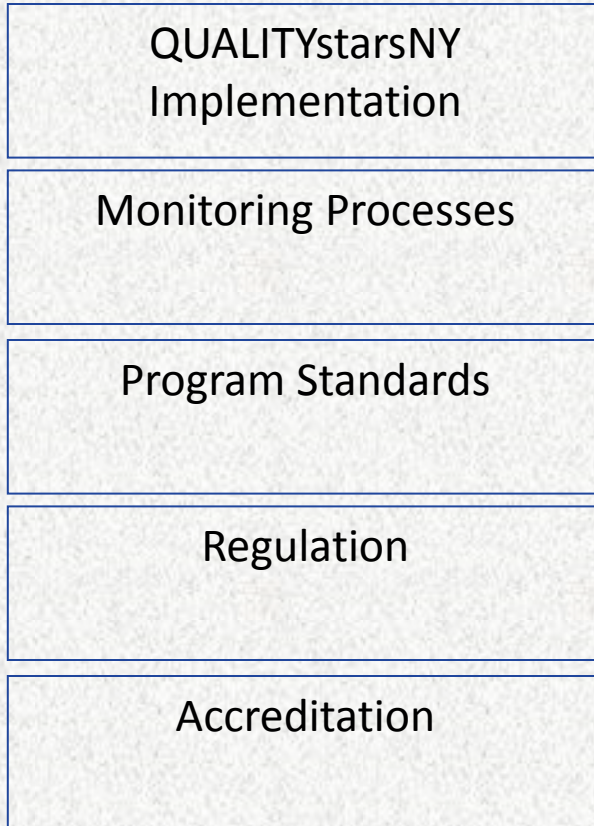 QUALITYstarsNY
Implementation
Monitoring Processes
Program Standards
Regulation
Accreditation